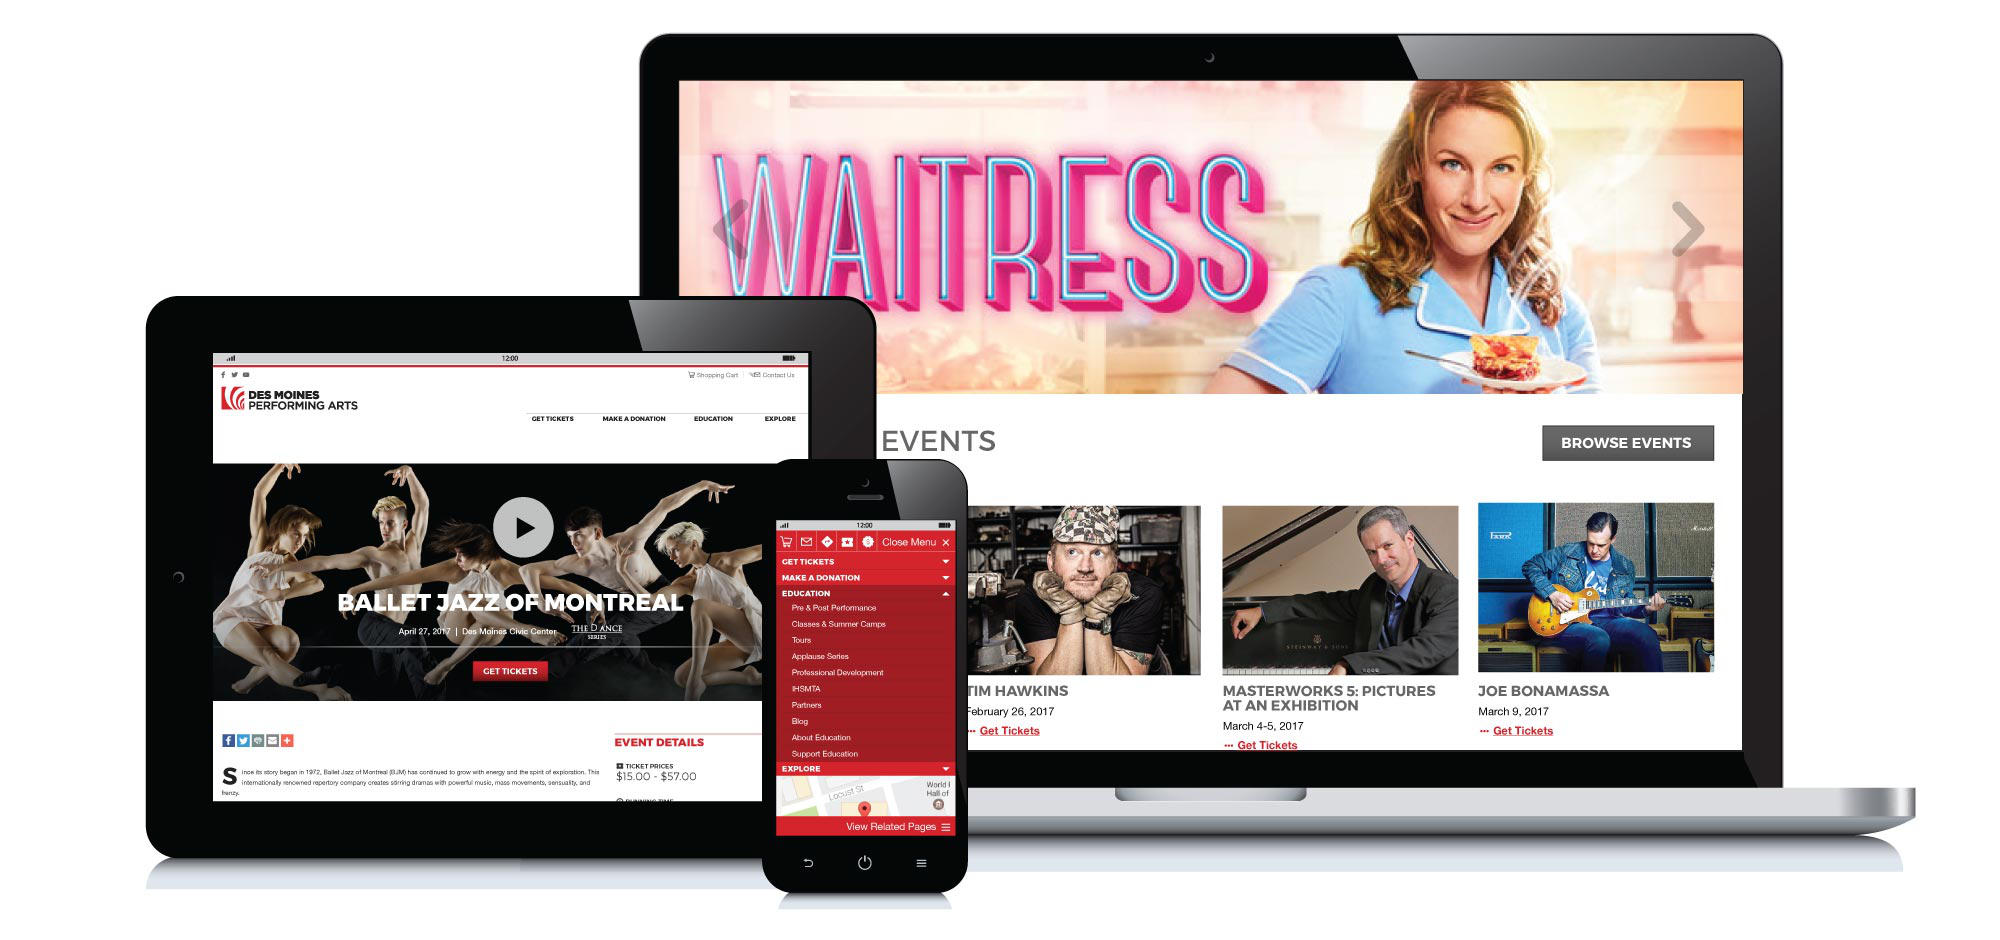 WAITRESS
EVENTS
BROWSE EVENTS
TIM HAWKINS
February 26, 2017
Get Tickets
STEINWAY & SONS
MASTERWORKS 5: PICTURES
AT AN EXHIBITION
March 4-5, 2017
Get Tickets
Marshall
JOE BONAMASSA
March 9, 2017
Get Tickets
12:00
Shopping Cart
Contact Us
DES MOINES
PERFORMING ARTS
GET TICKETS
MAKE A DONATION
EDUCATION
EXPLORE
BALLET JAZZ OF MONTREAL
April 27, 2017 | Des Moines Civic Center
THE DANCE
SERIES
GET TICKETS
Since its story began in 1972, Ballet Jazz of Montreal (BJM) has continued to grow with energy and the spirit of exploration. This
internationally renowned repertory company creates stirring dramas with powerful music, mass movements, sensuality, and
frenzy.
EVENT DETAILS
TICKET PRICES
$15.00 - $57.00
RUNNING TIME
12:00
Close Menu ×
GET TICKETS
MAKE A DONATION
EDUCATION
Pre & Post Performance
Classes & Summer Camps
Tours
Applause Series
Professional Development
IHSMTA
Partners
Blog
About Education
Support Education
EXPLORE
Locust St
World
Hall of
View Related Pages